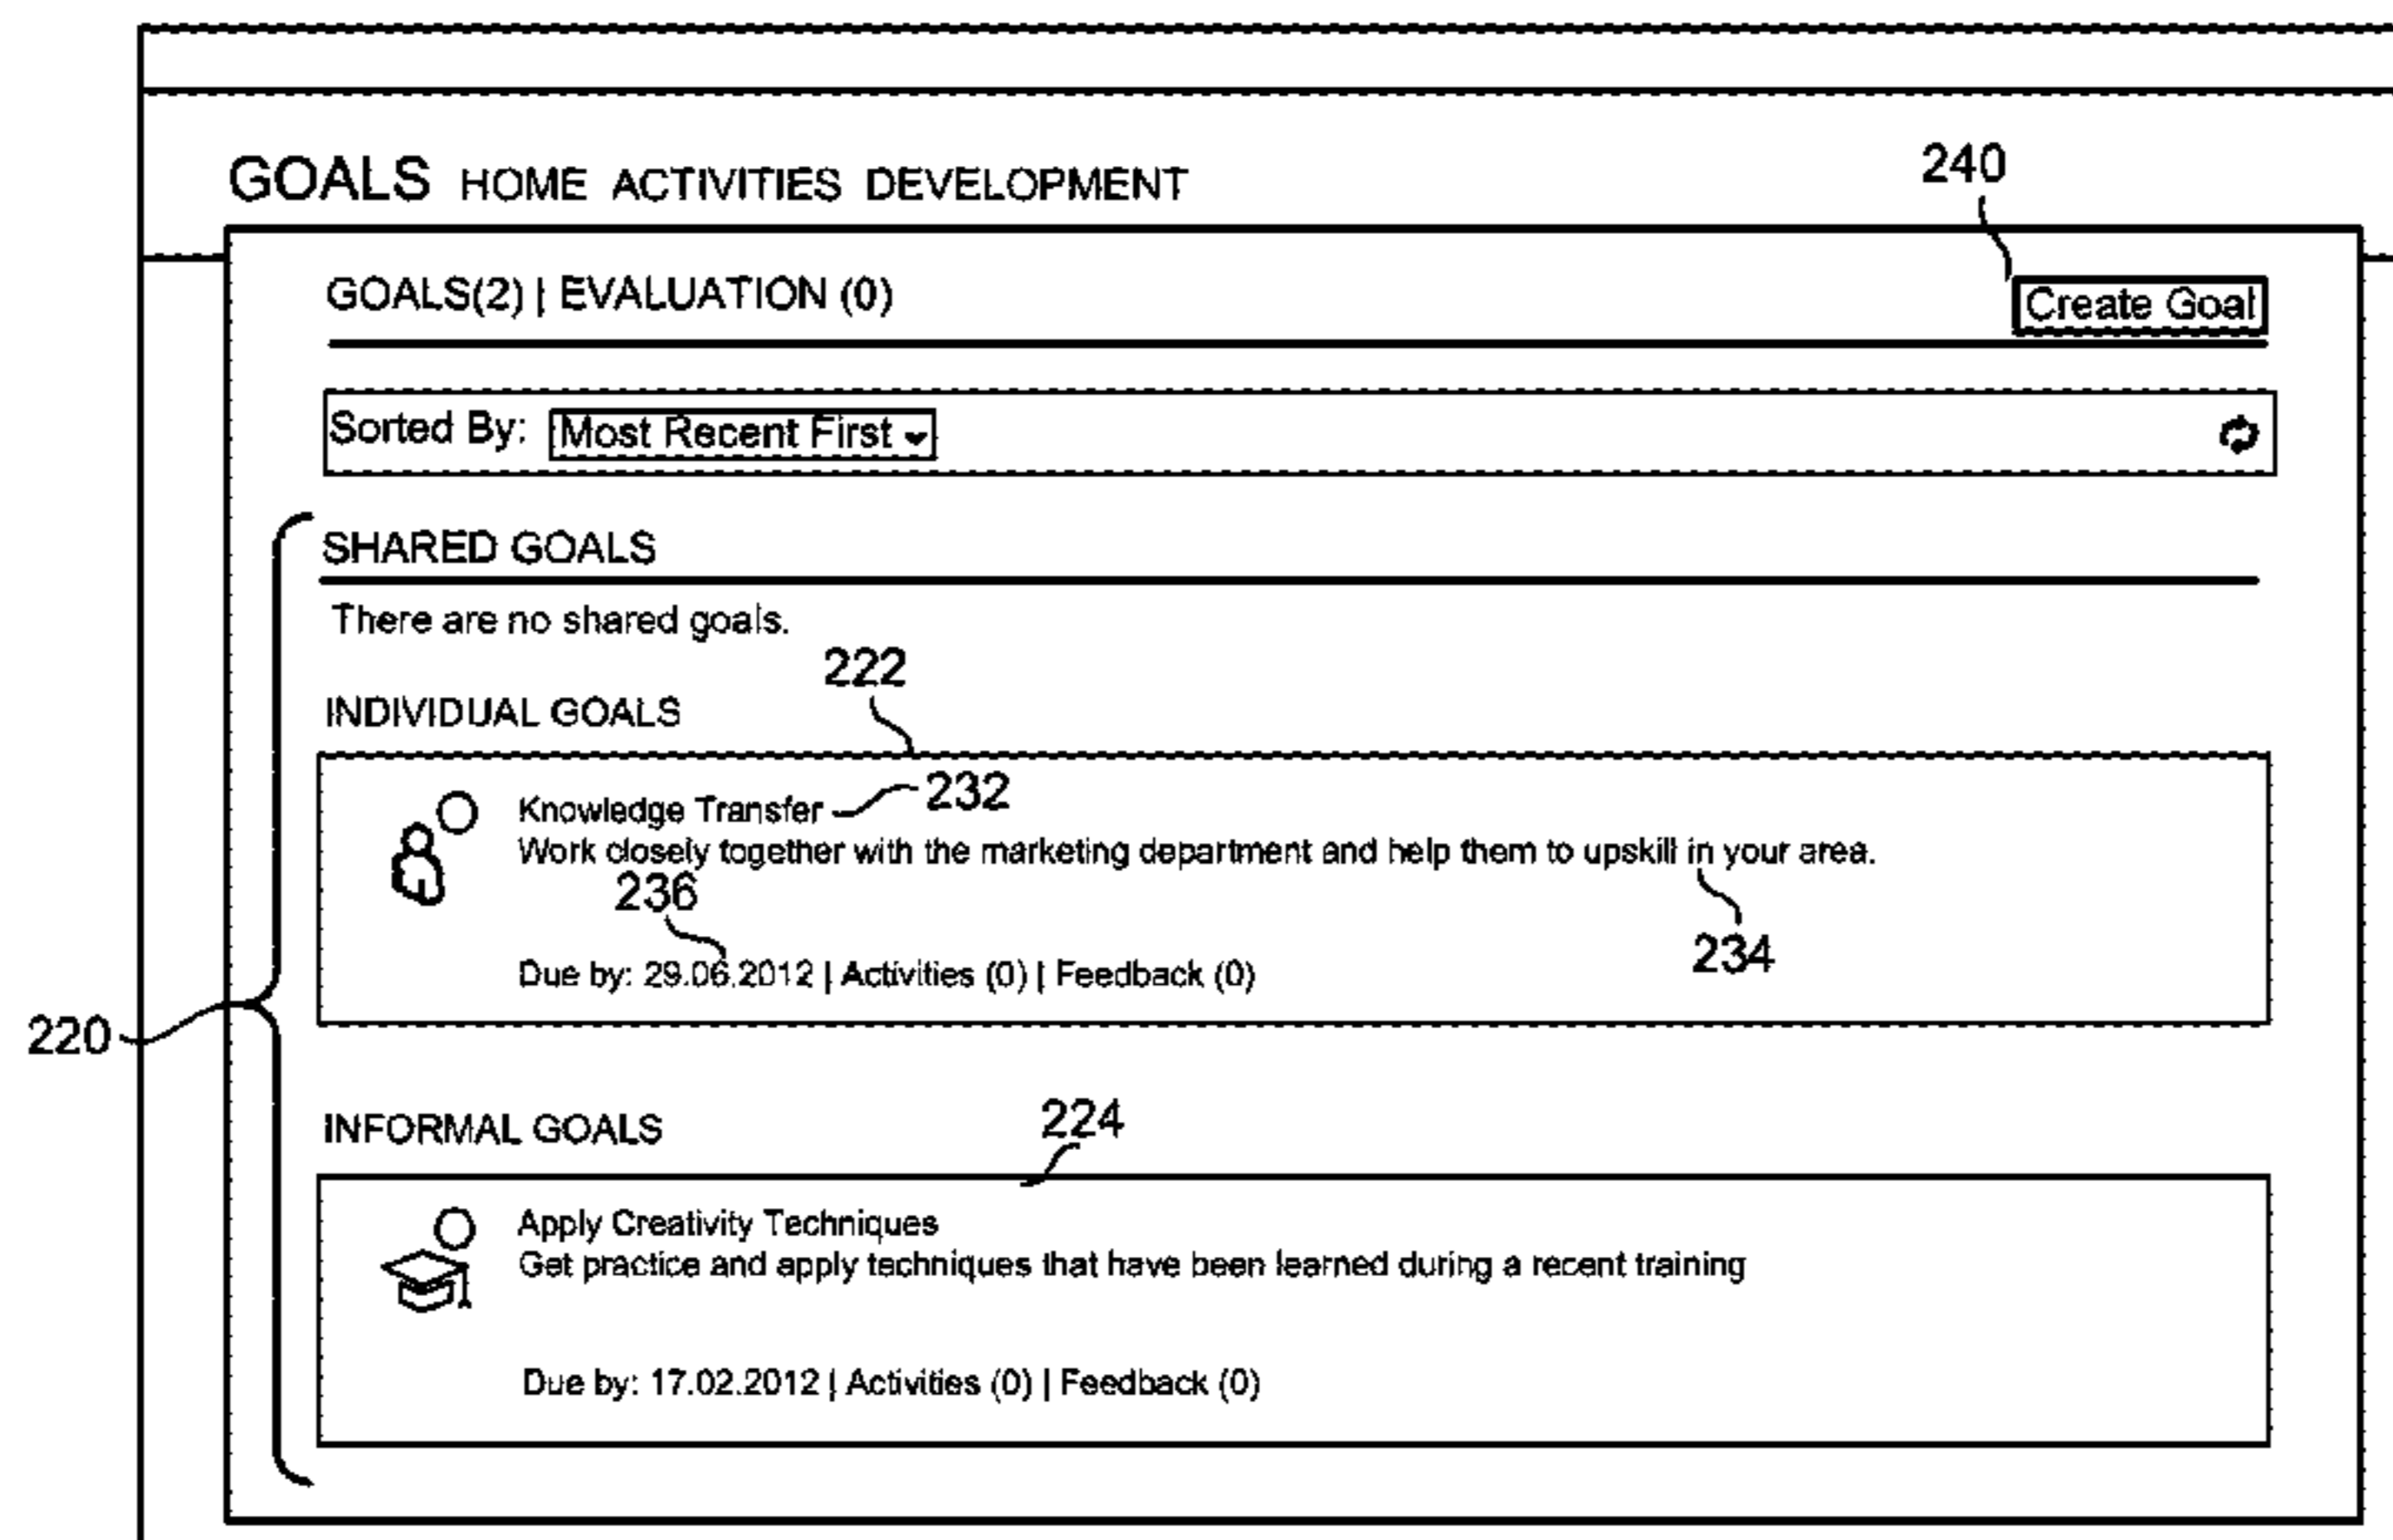 240
GOALS HOME ACTIVITIES DEVELOPMENT
GOALS(2) | EVALUATION (0)
Create Goal
Sorted By: Most Recent First
SHARED GOALS
There are no shared goals.
222
INDIVIDUAL GOALS
Knowledge Transfer 232
Work closely together with the marketing department and help them to upskill in your area.
236
234
Due by: 29.06.2012 | Activities (0) | Feedback (0)
220
224
INFORMAL GOALS
Apply Creativity Techniques
Get practice and apply techniques that have been learned during a recent training
Due by: 17.02.2012 | Activities (0) | Feedback (0)